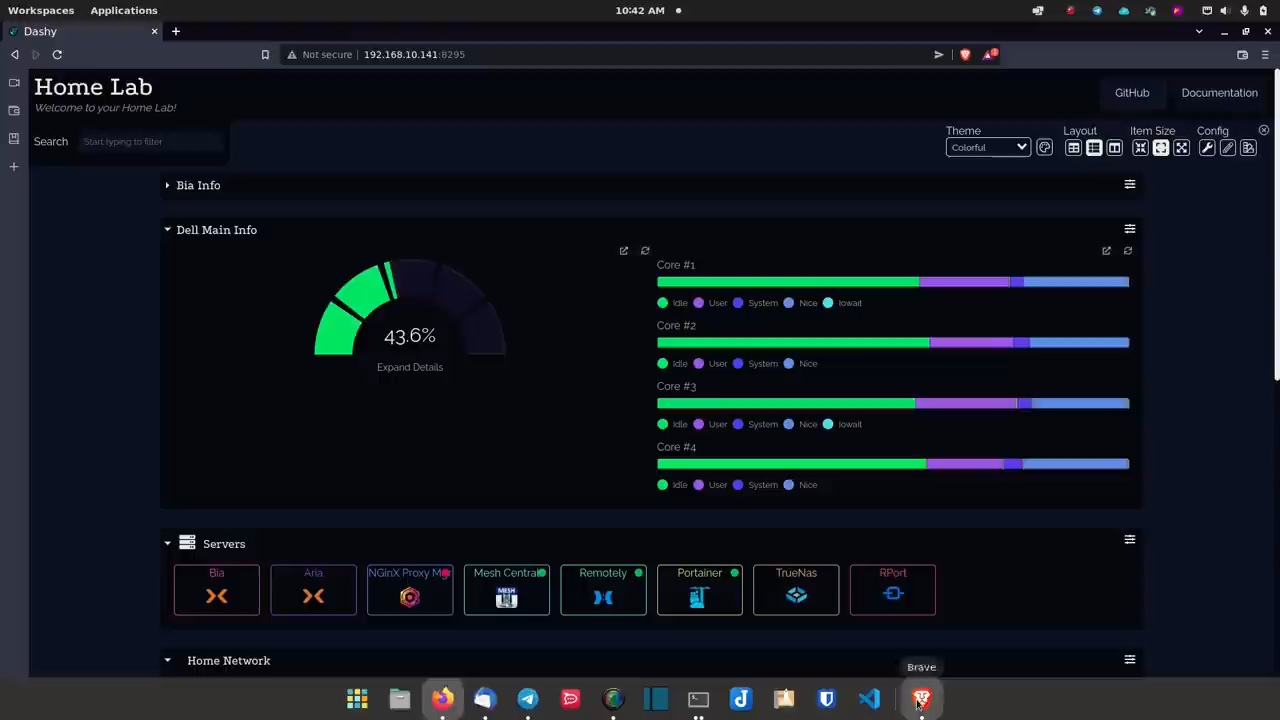 Workspaces Applications 10:42 AM
Dashy
Not secure 192.168.10.141:8295
Home Lab
Welcome to your Home Lab!
GitHub Documentation
Search Start typing to filter
Theme Layout Item Size Config
Colorful
Bia Info
Dell Main Info
43.6%
Expand Details
Core #1
Idle User System Nice Iowait
Core #2
Idle User System Nice
Core #3
Idle User System Nice Iowait
Core #4
Idle User System Nice
Servers
Bia Aria NGinX Proxy Mgr Mesh Central Remotely Portainer TrueNas RPort
MESH
Home Network
Brave